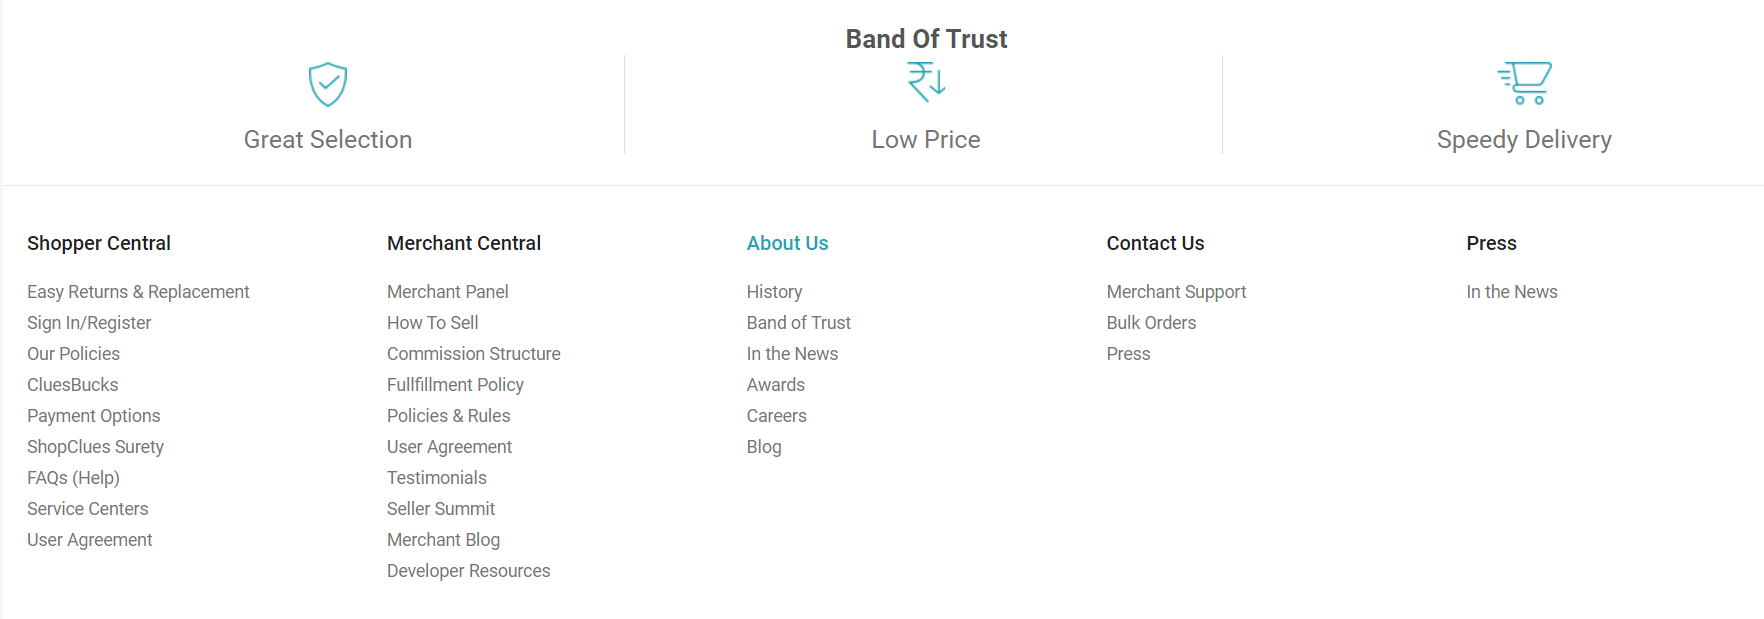 Band Of Trust
Great Selection
Low Price
Speedy Delivery
Shopper Central
Easy Returns & Replacement
Sign In/Register
Our Policies
CluesBucks
Payment Options
ShopClues Surety
FAQs (Help)
Service Centers
User Agreement
Merchant Central
Merchant Panel
How To Sell
Commission Structure
Fullfillment Policy
Policies & Rules
User Agreement
Testimonials
Seller Summit
Merchant Blog
Developer Resources
About Us
History
Band of Trust
In the News
Awards
Careers
Blog
Contact Us
Merchant Support
Bulk Orders
Press
Press
In the News